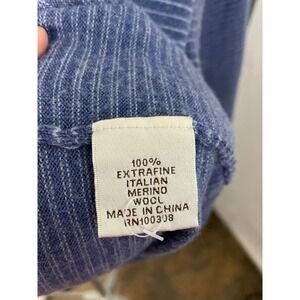 100%
EXTRAFINE
ITALIAN
MERINO
WOOL
MADE IN CHINA
RN100308